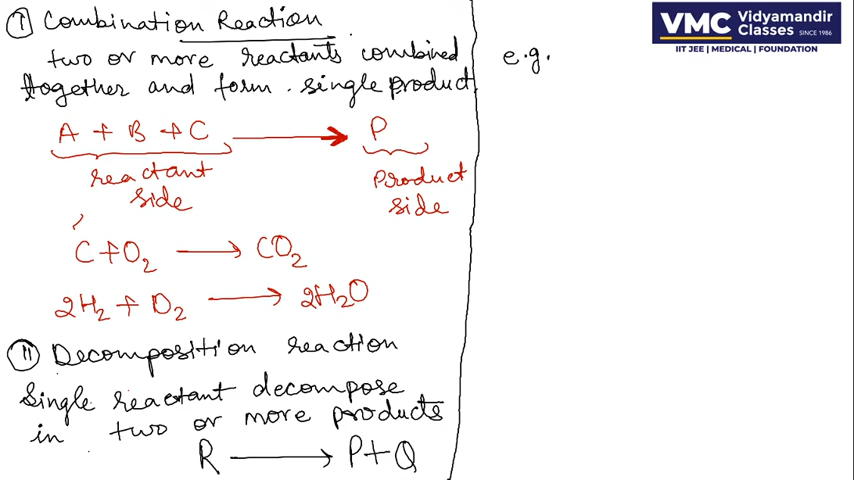 I Combination Reaction
two or more reactants combined
together and form single product
A + B + C → P
reactant side
Product side
C + O₂ → CO₂
2H₂ + O₂ → 2H₂O
II Decomposition reaction
Single reactant decompose
in two or more products
R → P + Q
e.g.
VMC Vidyamandir Classes SINCE 1986
IIT JEE | MEDICAL | FOUNDATION